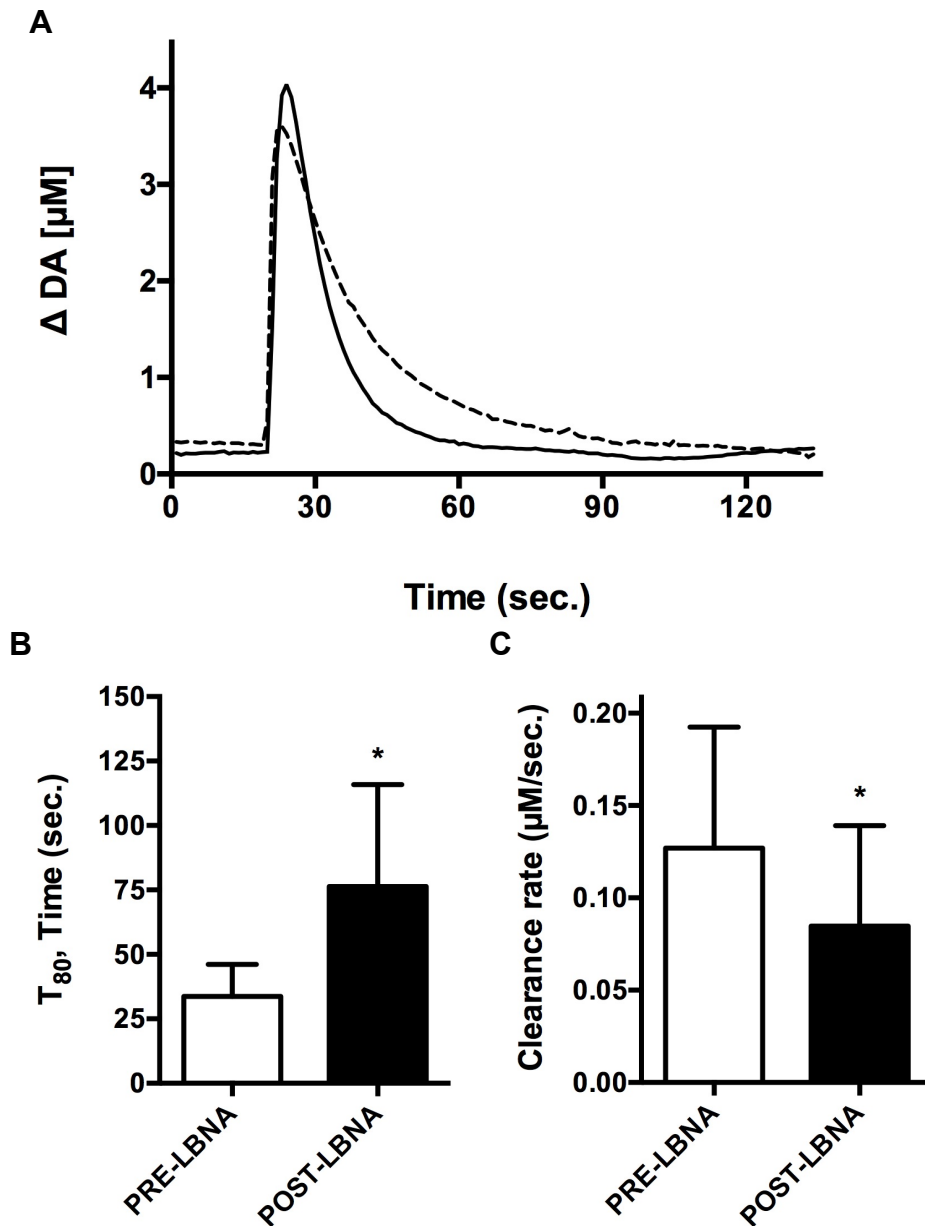 A
Δ DA [μM]
4
3
2
1
0
0 30 60 90 120
Time (sec.)
B
T80, Time (sec.)
150
125
100
75
50
25
0
*
PRE-LBNA
POST-LBNA
C
Clearance rate (μM/sec.)
0.20
0.15
0.10
0.05
0.00
*
PRE-LBNA
POST-LBNA